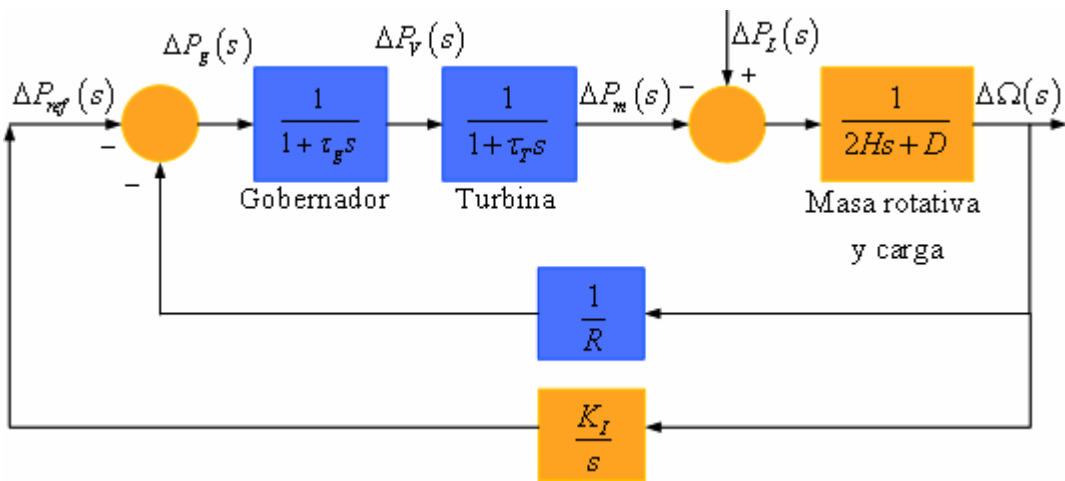 ΔP_g(s)
ΔP_V(s)
ΔP_L(s)
ΔP_ref(s)
−
−
1
1 + τ_g s
1
1 + τ_T s
ΔP_m(s)
−
+
1
2Hs + D
ΔΩ(s)
Gobernador
Turbina
Masa rotativa
y carga
1
R
K_I
s